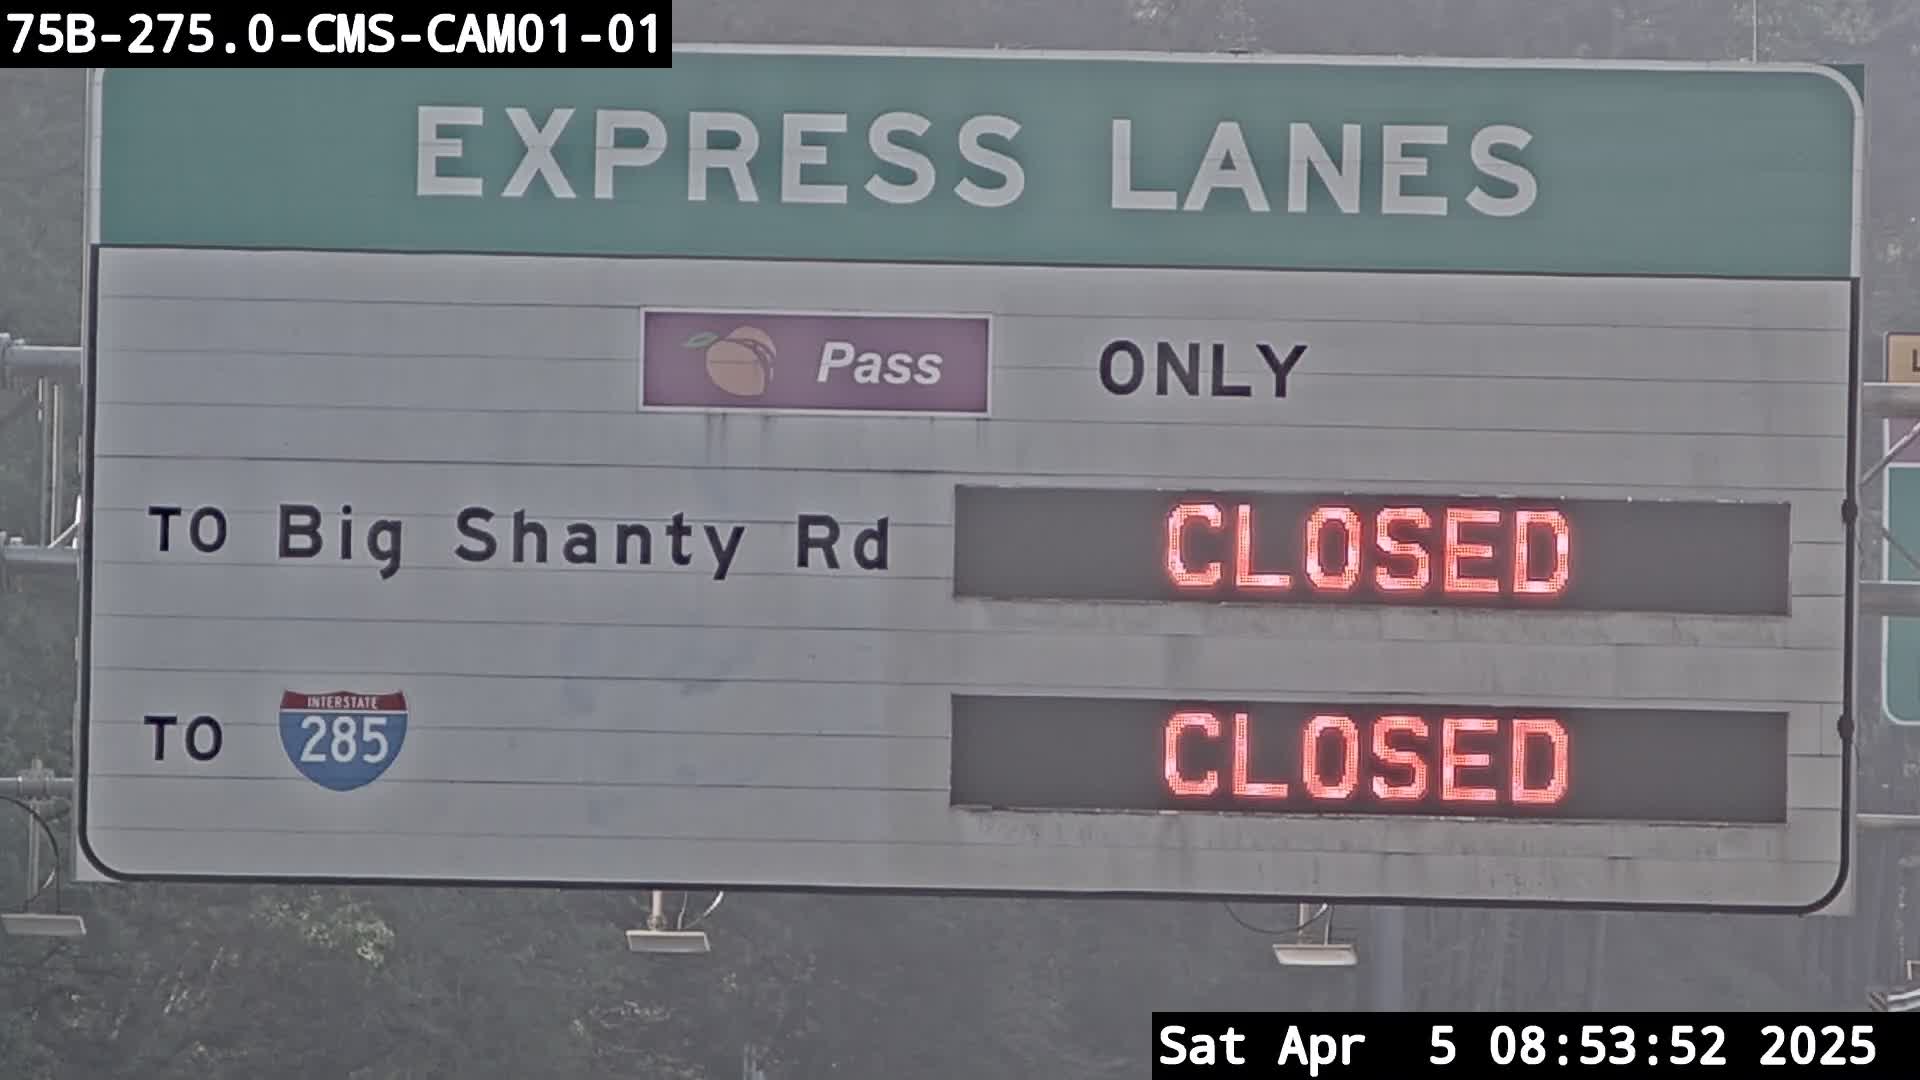 75B-275.0-CMS-CAM01-01
EXPRESS LANES
Pass ONLY
TO Big Shanty Rd CLOSED
TO INTERSTATE 285 CLOSED
Sat Apr 5 08:53:52 2025